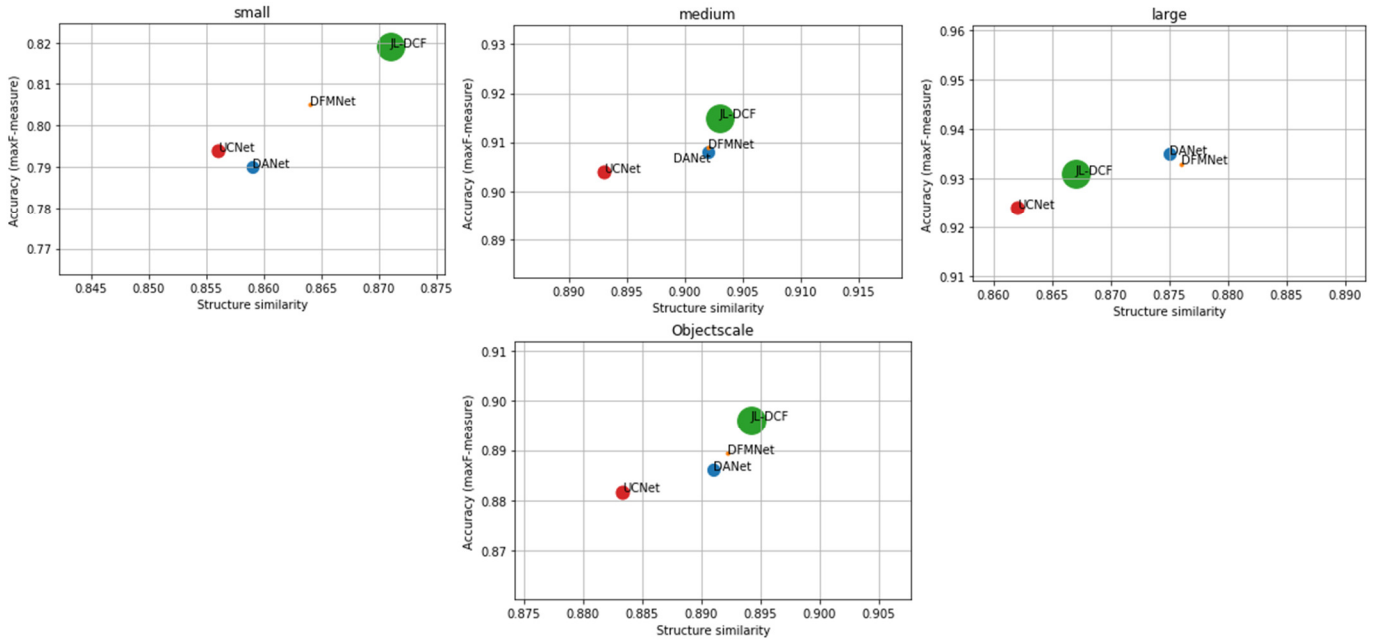 small
Accuracy (maxF-measure)
0.82
0.81
0.80
0.79
0.78
0.77
JL-DCF
DFMNet
UCNet
DANet
0.845 0.850 0.855 0.860 0.865 0.870 0.875
Structure similarity
medium
Accuracy (maxF-measure)
0.93
0.92
0.91
0.90
0.89
JL-DCF
DFMNet
DANet
UCNet
0.890 0.895 0.900 0.905 0.910 0.915
Structure similarity
large
Accuracy (maxF-measure)
0.96
0.95
0.94
0.93
0.92
0.91
DANet
DFMNet
JL-DCF
UCNet
0.860 0.865 0.870 0.875 0.880 0.885 0.890
Structure similarity
Objectscale
Accuracy (maxF-measure)
0.91
0.90
0.89
0.88
0.87
JL-DCF
DFMNet
DANet
UCNet
0.875 0.880 0.885 0.890 0.895 0.900 0.905
Structure similarity